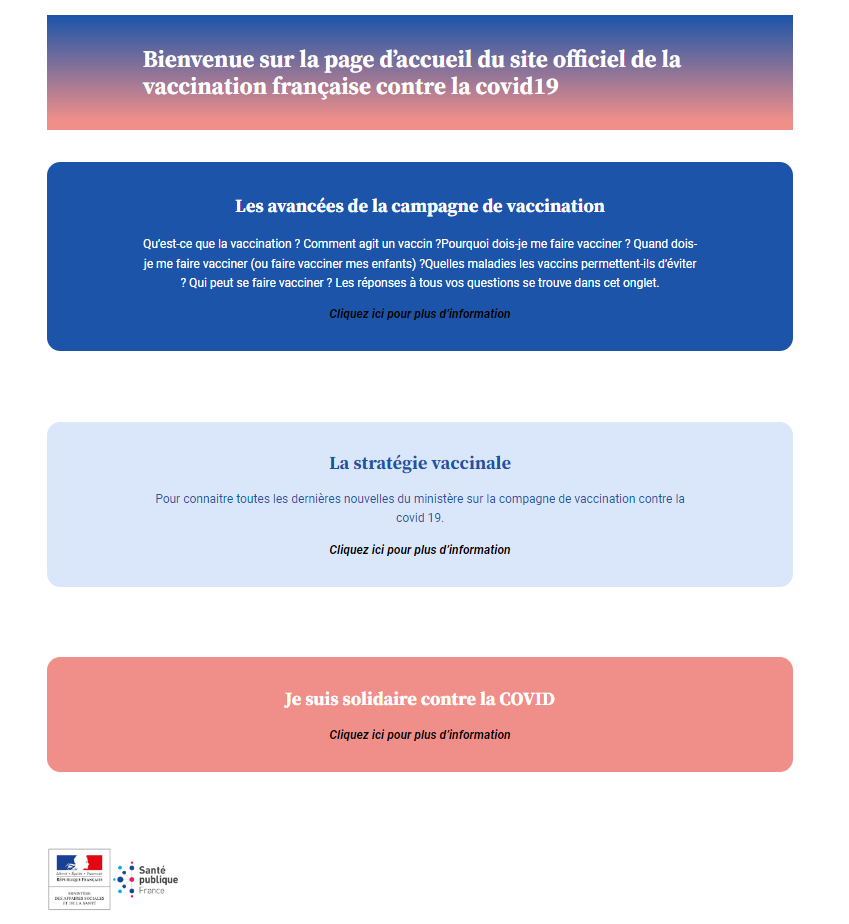 Bienvenue sur la page d’accueil du site officiel de la
vaccination française contre la covid19
Les avancées de la campagne de vaccination
Qu’est-ce que la vaccination ? Comment agit un vaccin ?Pourquoi dois-je me faire vacciner ? Quand dois-
je me faire vacciner (ou faire vacciner mes enfants) ?Quelles maladies les vaccins permettent-ils d’éviter
? Qui peut se faire vacciner ? Les réponses à tous vos questions se trouve dans cet onglet.
Cliquez ici pour plus d’information
La stratégie vaccinale
Pour connaitre toutes les dernières nouvelles du ministère sur la compagne de vaccination contre la
covid 19.
Cliquez ici pour plus d’information
Je suis solidaire contre la COVID
Cliquez ici pour plus d’information
Liberté • Égalité • Fraternité
RÉPUBLIQUE FRANÇAISE
MINISTÈRE
DES AFFAIRES SOCIALES
ET DE LA SANTÉ
Santé
publique
France